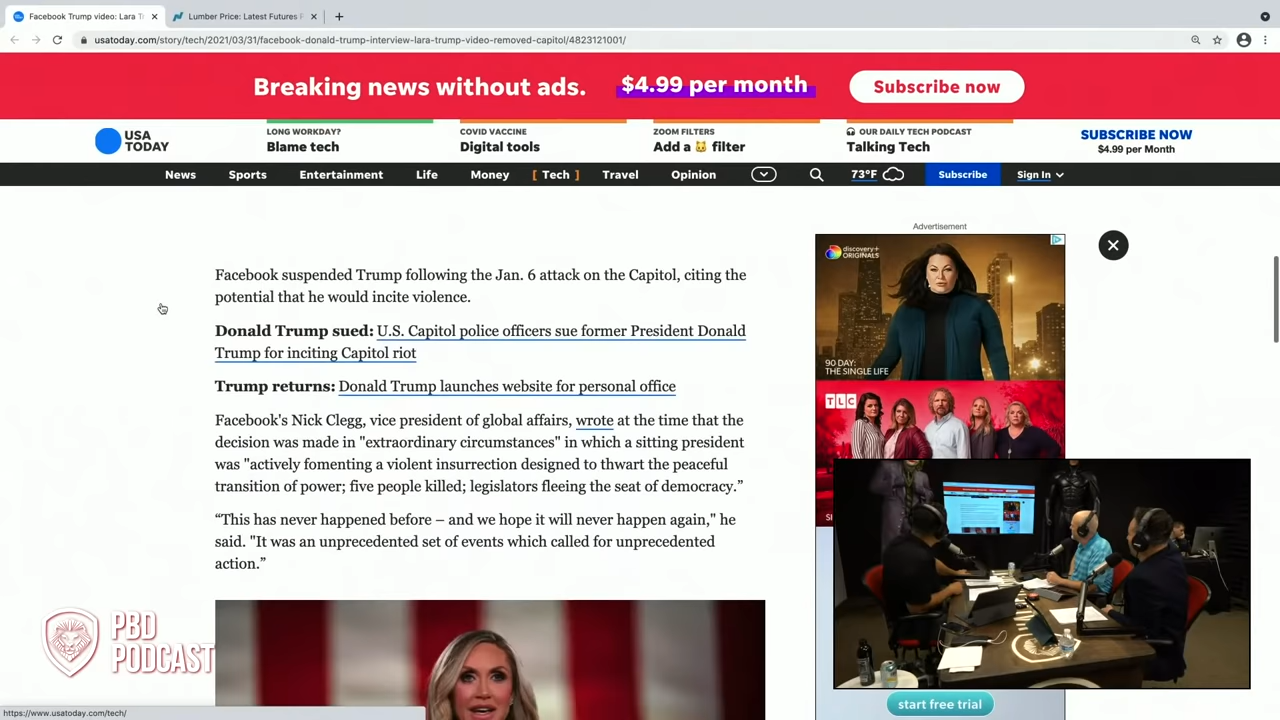 Facebook Trump video: Lara T
Lumber Price: Latest Futures P
usatoday.com/story/tech/2021/03/31/facebook-donald-trump-interview-lara-trump-video-removed-capitol/4823121001/
Breaking news without ads. $4.99 per month Subscribe now
USA TODAY
LONG WORKDAY?
Blame tech
COVID VACCINE
Digital tools
ZOOM FILTERS
Add a 🐱 filter
OUR DAILY TECH PODCAST
Talking Tech
SUBSCRIBE NOW
$4.99 per Month
News Sports Entertainment Life Money [ Tech ] Travel Opinion 73°F Subscribe Sign In
Advertisement
Facebook suspended Trump following the Jan. 6 attack on the Capitol, citing the
potential that he would incite violence.
Donald Trump sued: U.S. Capitol police officers sue former President Donald
Trump for inciting Capitol riot
Trump returns: Donald Trump launches website for personal office
Facebook's Nick Clegg, vice president of global affairs, wrote at the time that the
decision was made in "extraordinary circumstances" in which a sitting president
was "actively fomenting a violent insurrection designed to thwart the peaceful
transition of power; five people killed; legislators fleeing the seat of democracy.”
“This has never happened before – and we hope it will never happen again," he
said. "It was an unprecedented set of events which called for unprecedented
action.”
discovery+
ORIGINALS
90 DAY:
THE SINGLE LIFE
TLC
start free trial
PBD
PODCAST
https://www.usatoday.com/tech/